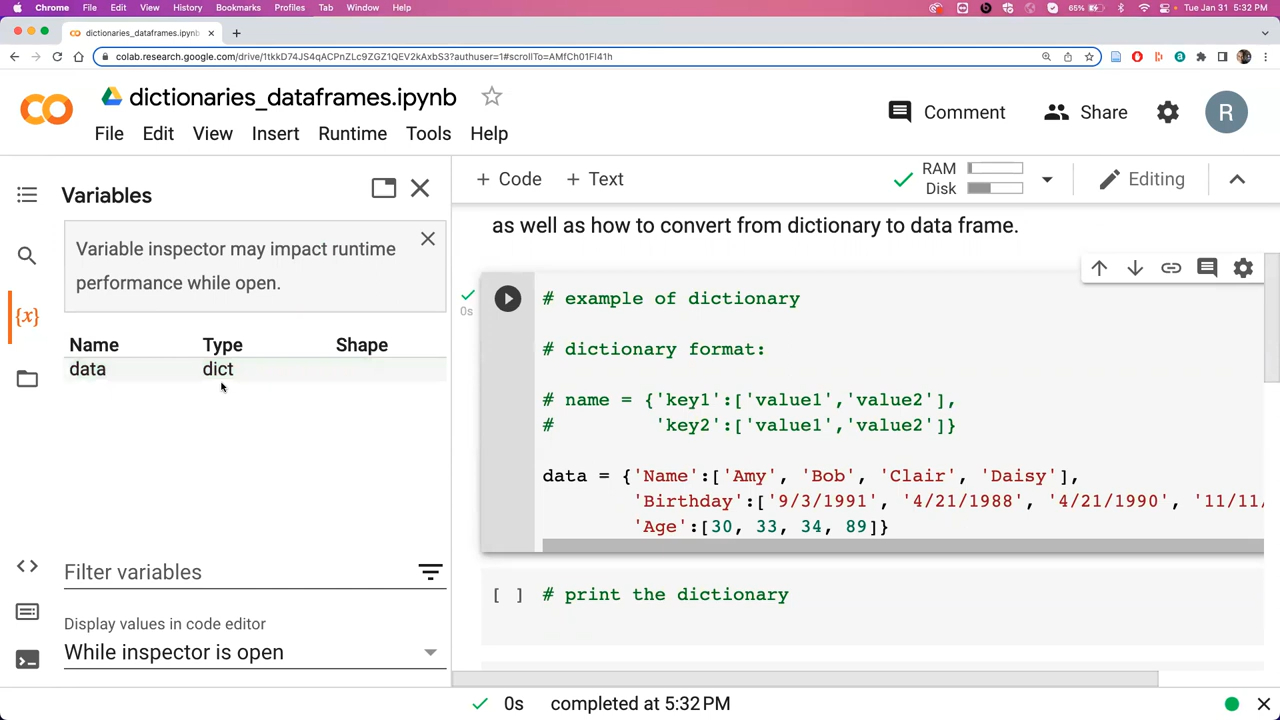 Chrome File Edit View History Bookmarks Profiles Tab Window Help 65% Tue Jan 31 5:32 PM
dictionaries_dataframes.ipynb
colab.research.google.com/drive/1tkkD74JS4qACPnZLc9ZGZ1QEV2kAxbS3?authuser=1#scrollTo=AMfCh01Fl41h
dictionaries_dataframes.ipynb
Comment Share R
File Edit View Insert Runtime Tools Help
Variables
+ Code + Text
RAM
Disk
Editing
Variable inspector may impact runtime
performance while open.
Name Type Shape
data dict
Filter variables
Display values in code editor
While inspector is open
as well as how to convert from dictionary to data frame.
0s
# example of dictionary
# dictionary format:
# name = {'key1':['value1','value2'],
# 'key2':['value1','value2']}
data = {'Name':['Amy', 'Bob', 'Clair', 'Daisy'],
'Birthday':['9/3/1991', '4/21/1988', '4/21/1990', '11/11/
'Age':[30, 33, 34, 89]}
[ ] # print the dictionary
0s completed at 5:32 PM